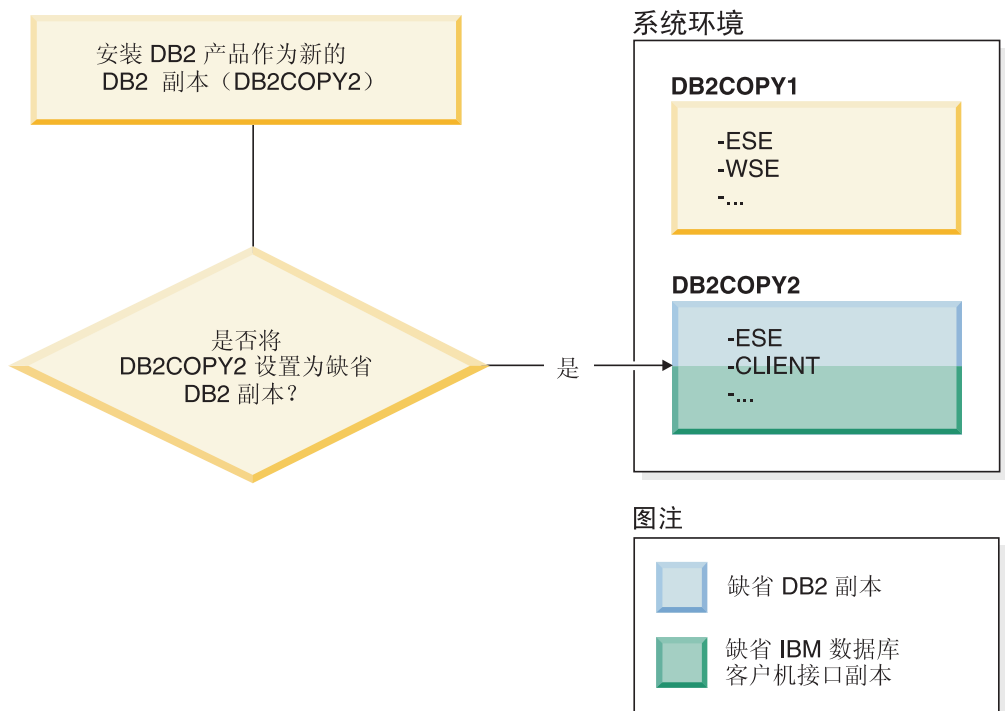 安装 DB2 产品作为新的
DB2 副本（DB2COPY2）
是否将
DB2COPY2 设置为缺省
DB2 副本？
是
系统环境
DB2COPY1
-ESE
-WSE
-...
DB2COPY2
-ESE
-CLIENT
-...
图注
缺省 DB2 副本
缺省 IBM 数据库
客户机接口副本